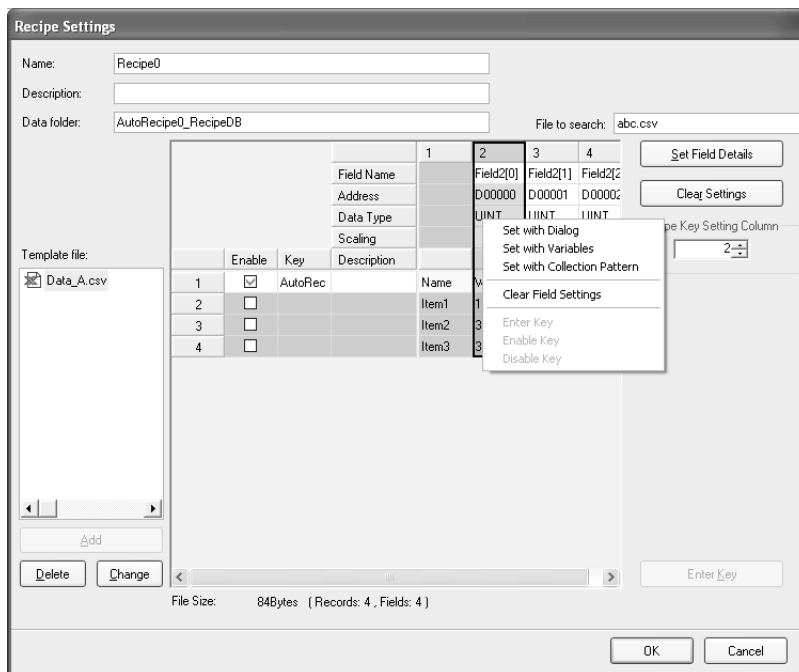 Recipe Settings
Name: Recipe0
Description:
Data folder: AutoRecipe0_RecipeDB File to search: abc.csv
1 2 3 4
Field Name Field2[0] Field2[1] Field2[2
Address D00000 D00001 D00002
Data Type UINT UINT UINT
Scaling
Enable Key Description
1 AutoRec Name
2 Item1 1
3 Item2 3
4 Item3 3
Set Field Details
Clear Settings
Key Setting Column
2
Set with Dialog
Set with Variables
Set with Collection Pattern
Clear Field Settings
Enter Key
Enable Key
Disable Key
Template file:
Data_A.csv
Add
Delete Change
Enter Key
File Size: 84Bytes ( Records: 4 , Fields: 4 )
OK Cancel